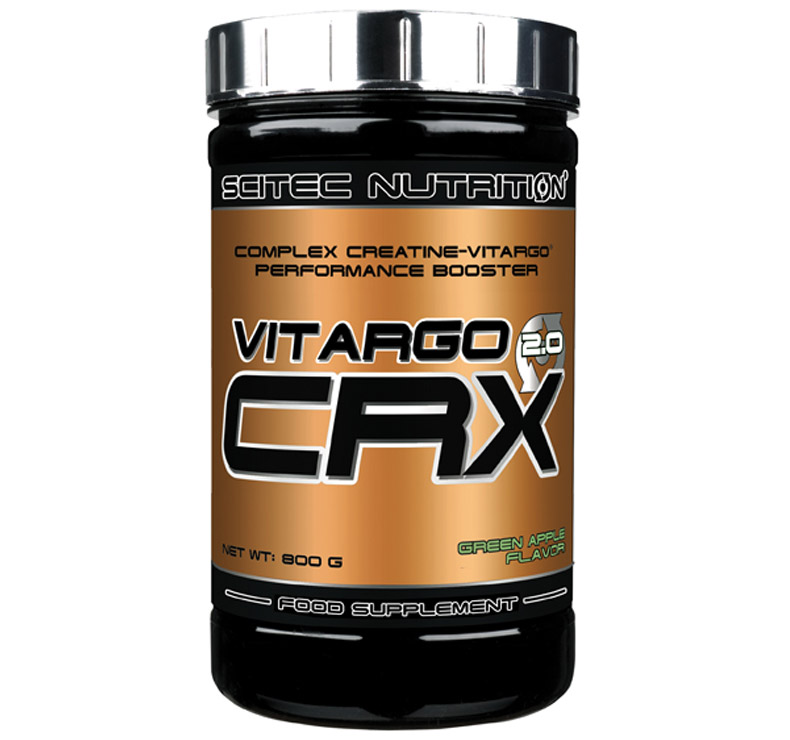 SCITEC NUTRITION®
COMPLEX CREATINE-VITARGO®
PERFORMANCE BOOSTER
VITARGO 2.0
CRX
NET WT: 800 G
GREEN APPLE
FLAVOR
FOOD SUPPLEMENT